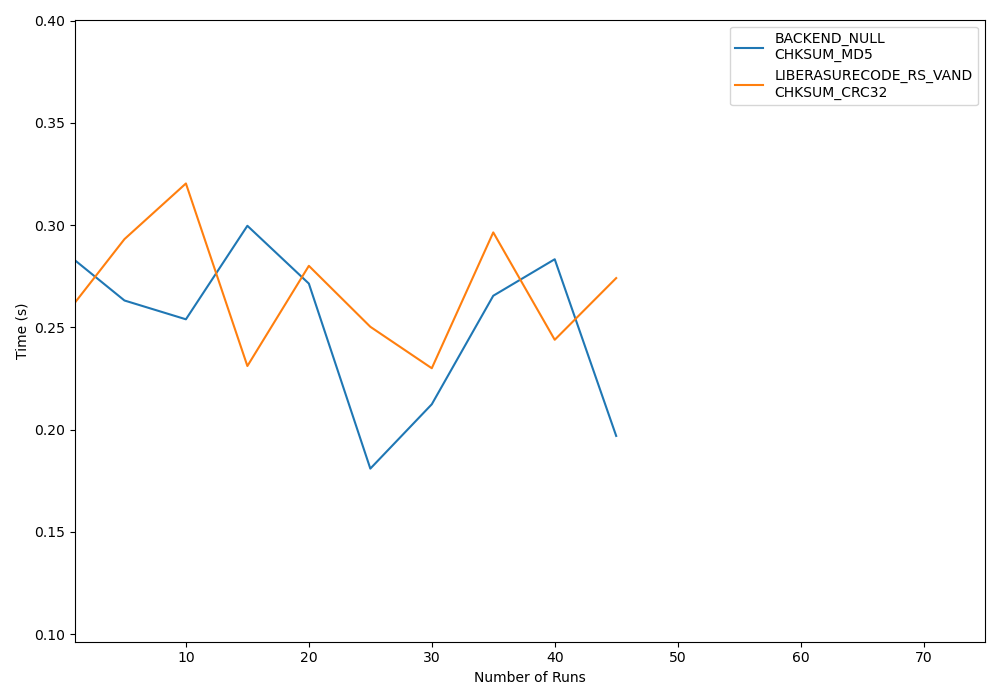 0.40
0.35
0.30
0.25
0.20
0.15
0.10
Time (s)
10 20 30 40 50 60 70
Number of Runs
BACKEND_NULL
CHKSUM_MD5
LIBERASURECODE_RS_VAND
CHKSUM_CRC32